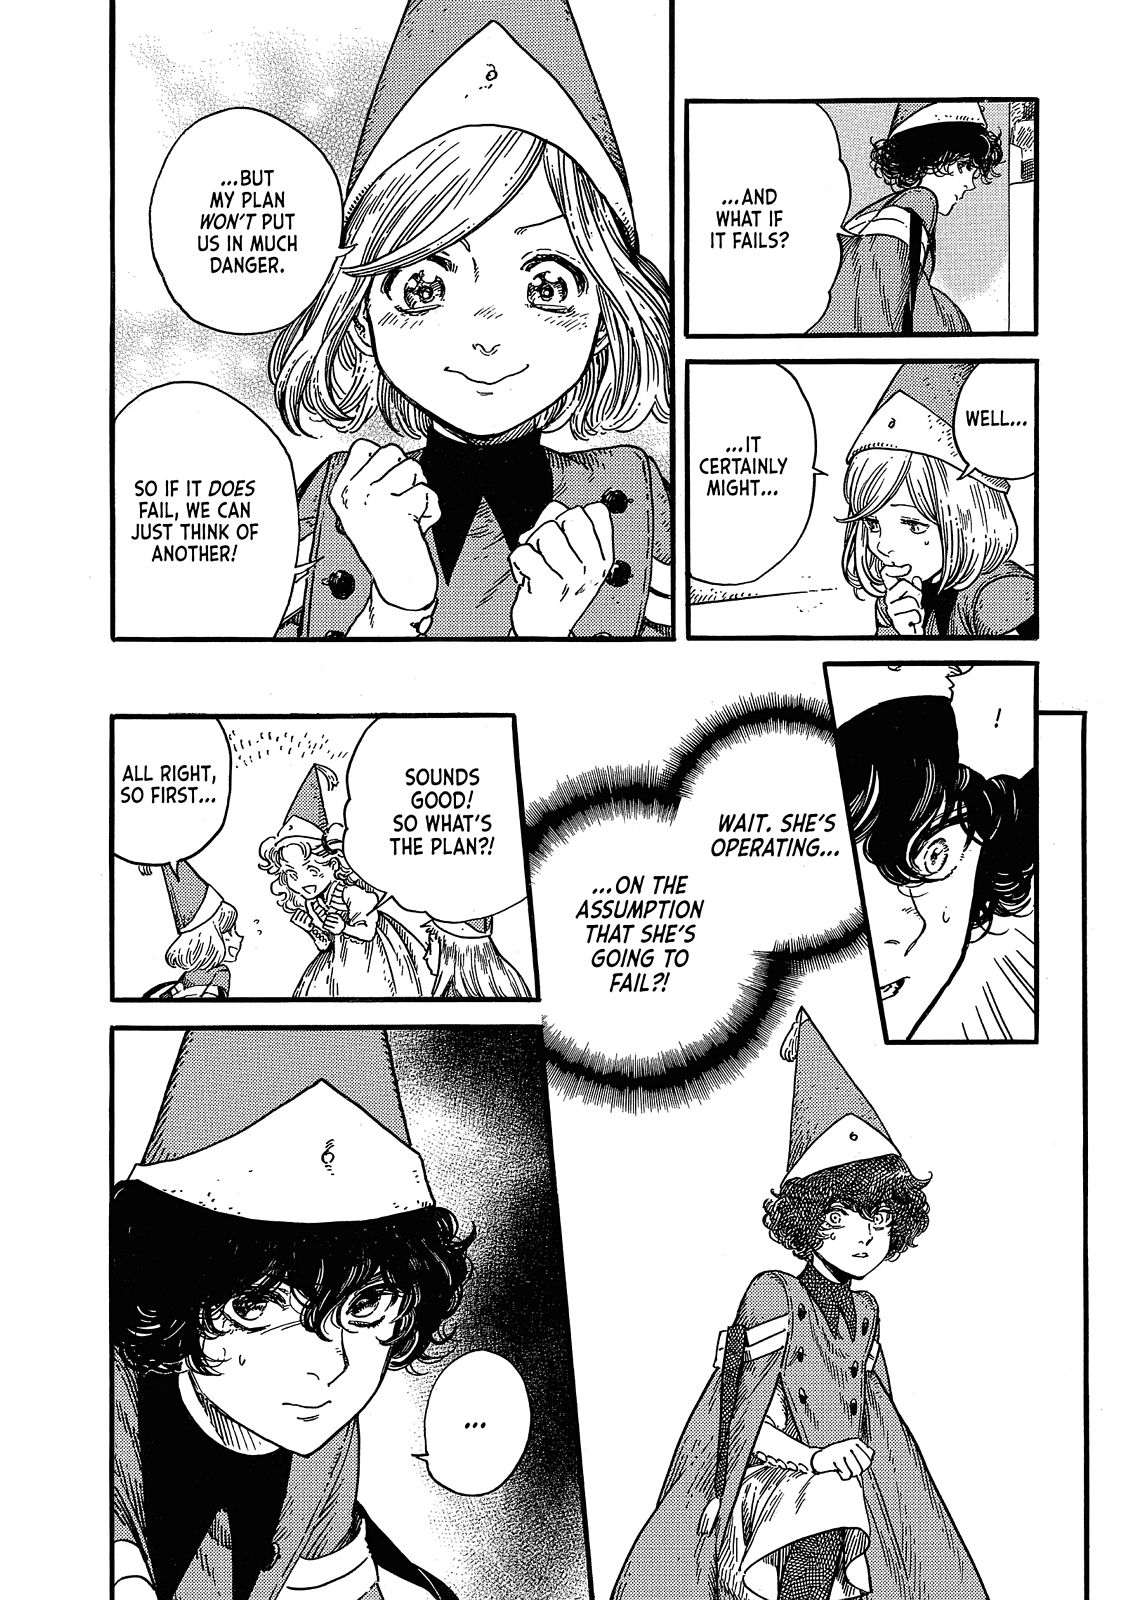 ...AND
WHAT IF
IT FAILS?
WELL...
...IT
CERTAINLY
MIGHT...
...BUT
MY PLAN
WON'T PUT
US IN MUCH
DANGER.
SO IF IT DOES
FAIL, WE CAN
JUST THINK OF
ANOTHER!
!
WAIT. SHE'S
OPERATING...
...ON THE
ASSUMPTION
THAT SHE'S
GOING TO
FAIL?!
SOUNDS
GOOD!
SO WHAT'S
THE PLAN?!
ALL RIGHT,
SO FIRST...
...